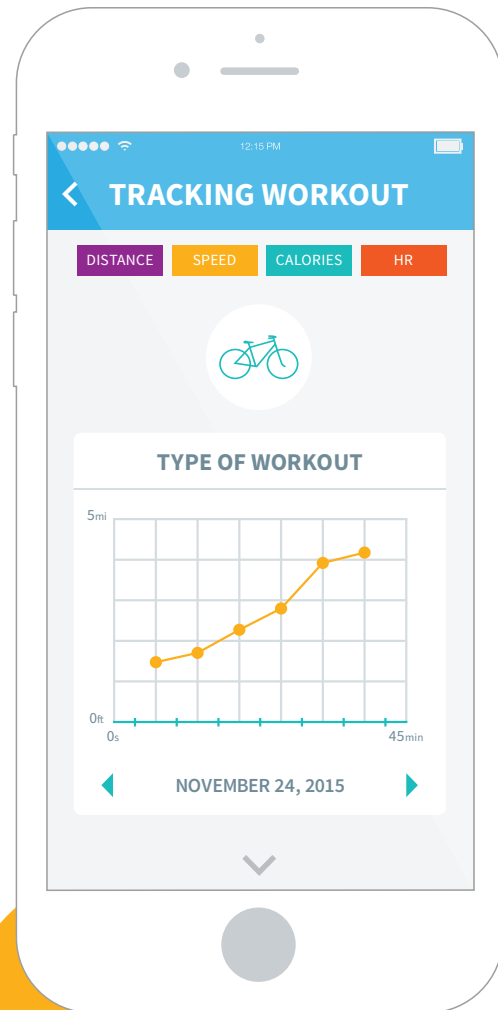 12:15 PM
TRACKING WORKOUT
DISTANCE SPEED CALORIES HR
TYPE OF WORKOUT
5mi
0ft
0s 45min
NOVEMBER 24, 2015